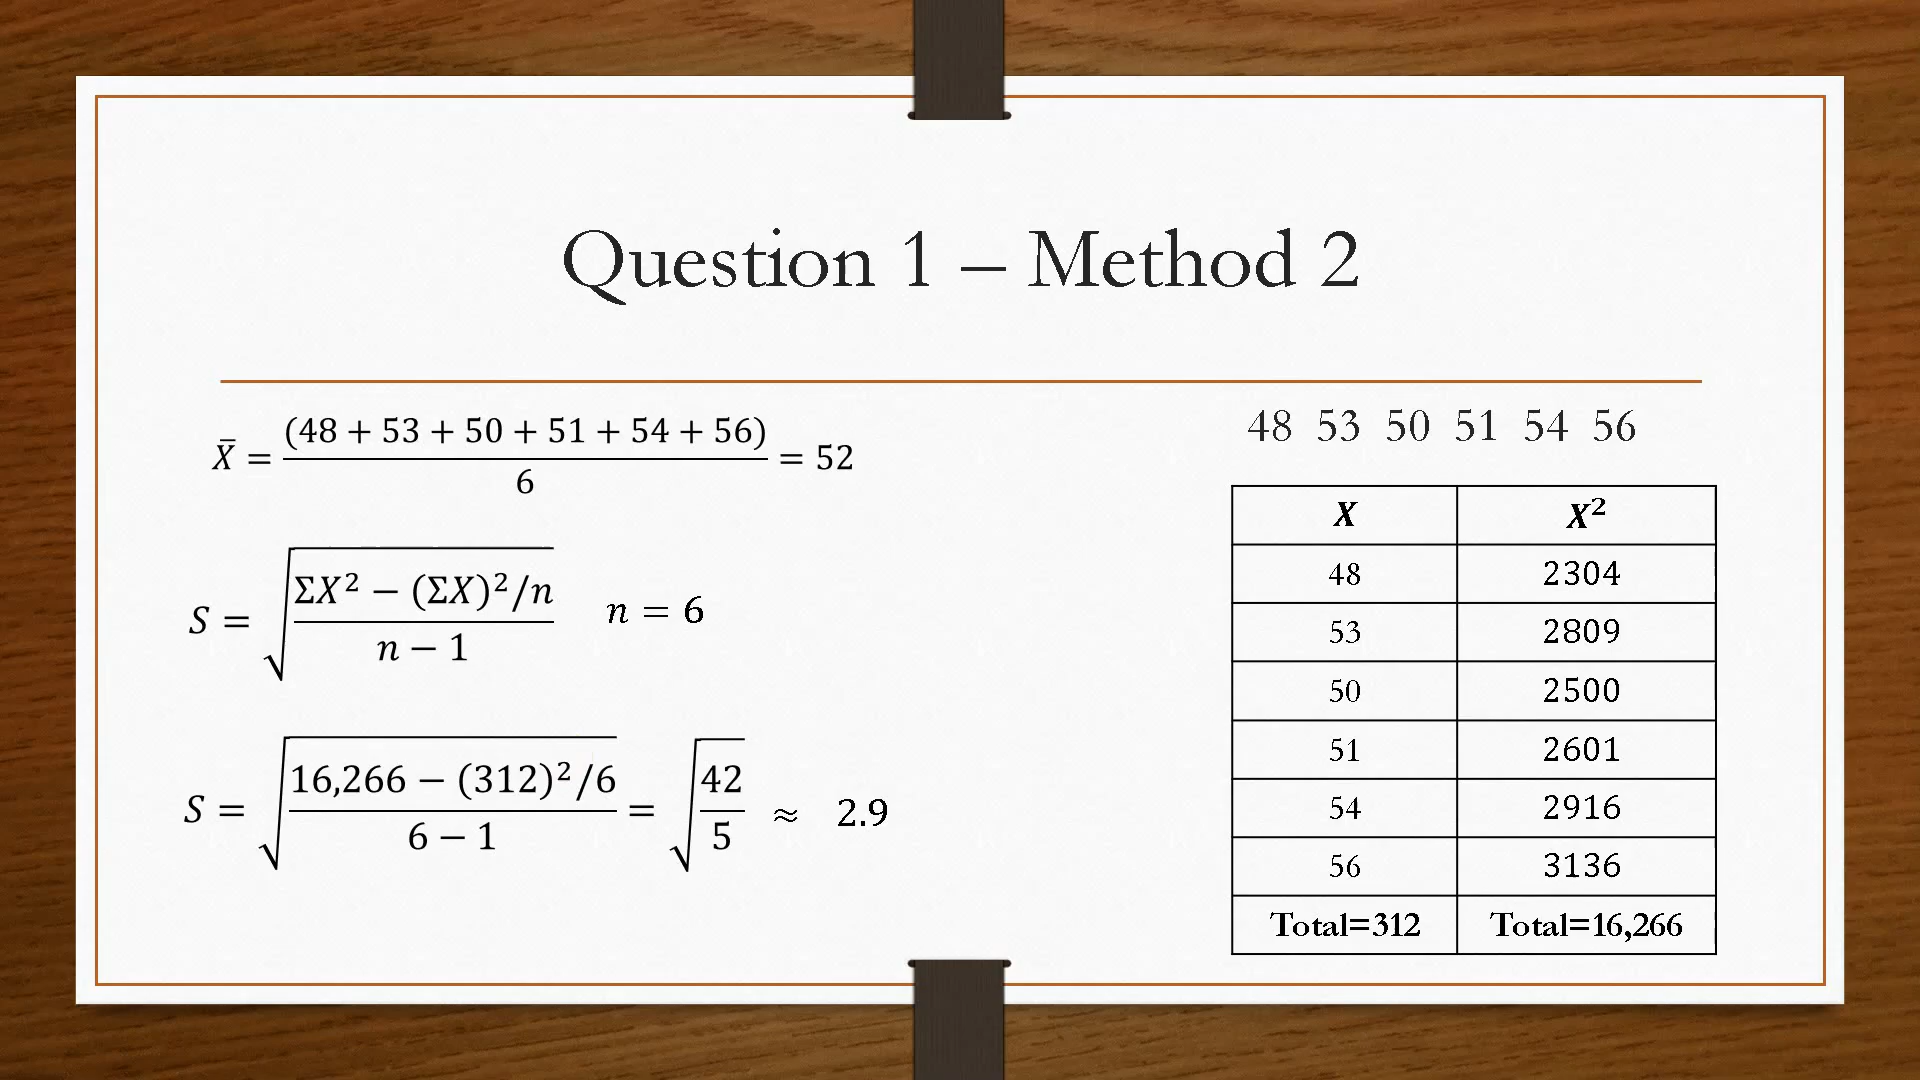 Question 1 – Method 2
X̄ = (48 + 53 + 50 + 51 + 54 + 56) / 6 = 52
S = √((ΣX² − (ΣX)²/n) / (n − 1))   n = 6
S = √((16,266 − (312)²/6) / (6 − 1)) = √(42/5) ≈ 2.9
48 53 50 51 54 56
X X²
48 2304
53 2809
50 2500
51 2601
54 2916
56 3136
Total=312 Total=16,266